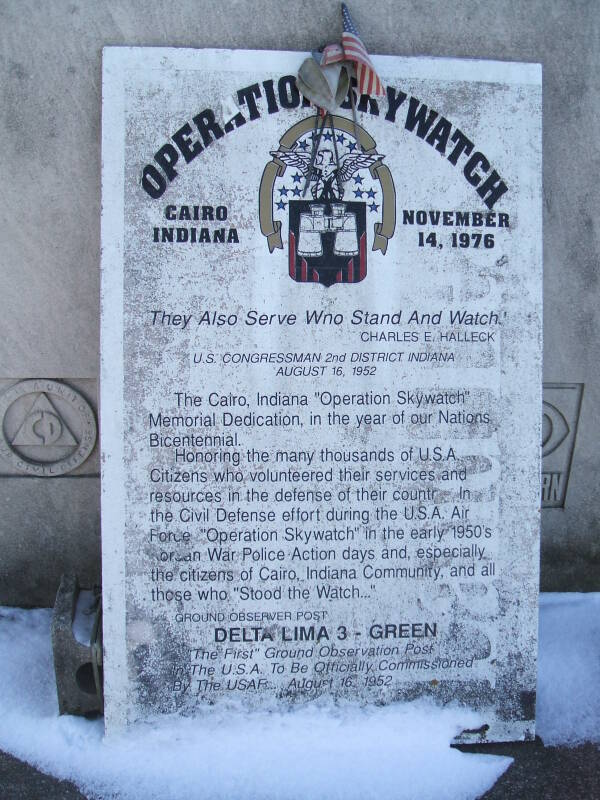 OPERATION SKYWATCH
CAIRO
INDIANA
NOVEMBER
14, 1976
They Also Serve Who Stand And Watch.'
CHARLES E. HALLECK
U.S. CONGRESSMAN 2nd DISTRICT INDIANA
AUGUST 16, 1952
The Cairo, Indiana "Operation Skywatch"
Memorial Dedication, in the year of our Nations
Bicentennial.
Honoring the many thousands of U.S.A.
Citizens who volunteered their services and
resources in the defense of their countr In
the Civil Defense effort during the U.S.A. Air
Force "Operation Skywatch" in the early 1950's
Korean War Police Action days and, especially
the citizens of Cairo, Indiana Community, and all
those who "Stood the Watch..."
GROUND OBSERVER POST
DELTA LIMA 3 - GREEN
"The First" Ground Observation Post
In The U.S.A. To Be Officially Commissioned
By The USAF... August 16, 1952
CD
CIVIL DEFENSE
RN